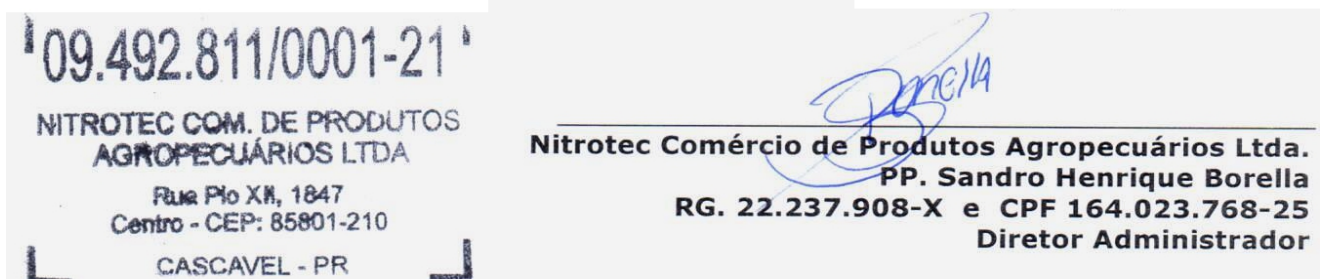 09.492.811/0001-21
NITROTEC COM. DE PRODUTOS
AGROPECUÁRIOS LTDA
Rua Pio XII, 1847
Centro - CEP: 85801-210
CASCAVEL - PR
Borella
Nitrotec Comércio de Produtos Agropecuários Ltda.
PP. Sandro Henrique Borella
RG. 22.237.908-X e CPF 164.023.768-25
Diretor Administrador